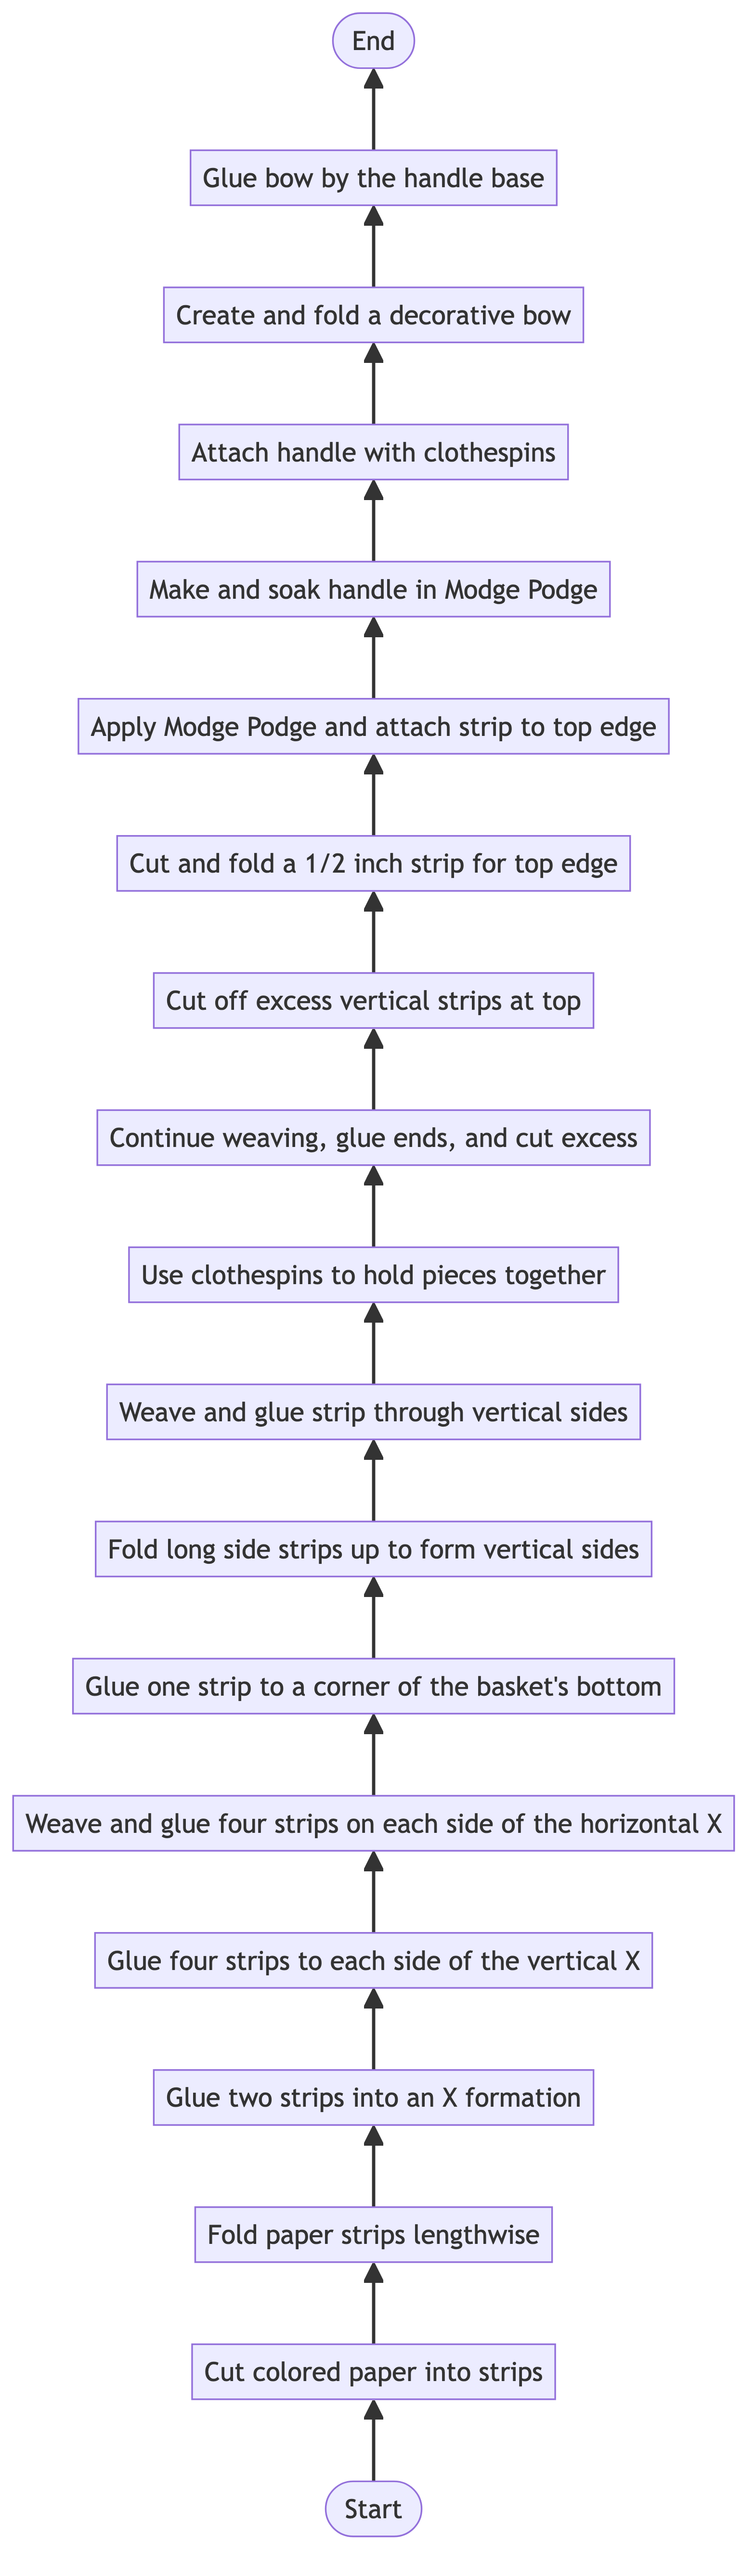 End
Glue bow by the handle base
Create and fold a decorative bow
Attach handle with clothespins
Make and soak handle in Modge Podge
Apply Modge Podge and attach strip to top edge
Cut and fold a 1/2 inch strip for top edge
Cut off excess vertical strips at top
Continue weaving, glue ends, and cut excess
Use clothespins to hold pieces together
Weave and glue strip through vertical sides
Fold long side strips up to form vertical sides
Glue one strip to a corner of the basket's bottom
Weave and glue four strips on each side of the horizontal X
Glue four strips to each side of the vertical X
Glue two strips into an X formation
Fold paper strips lengthwise
Cut colored paper into strips
Start